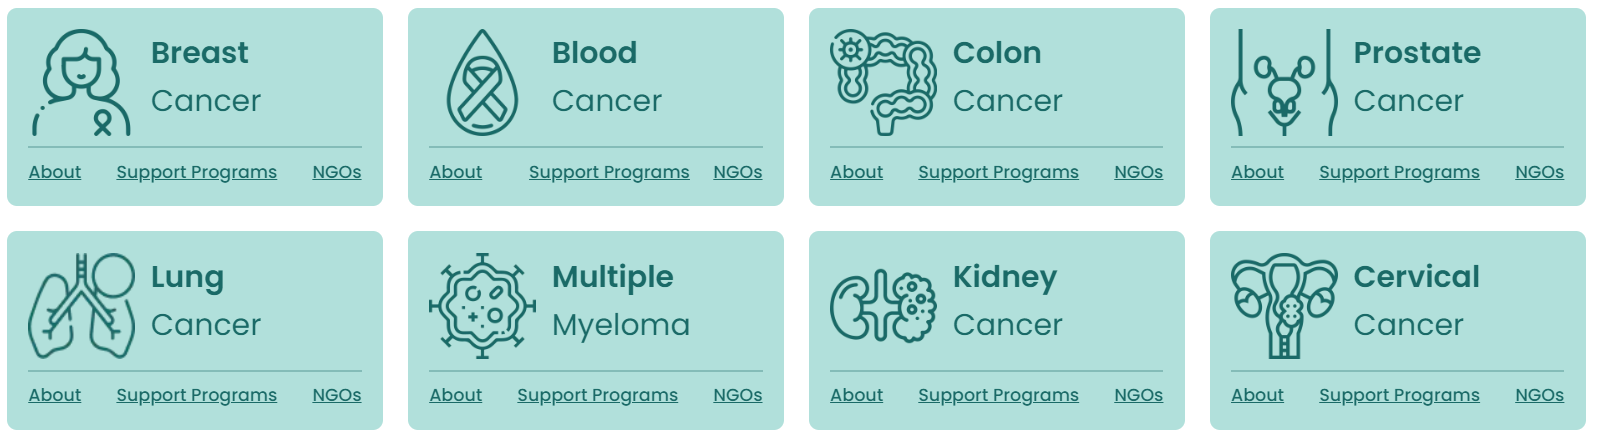 Breast
Cancer
About Support Programs NGOs
Blood
Cancer
About Support Programs NGOs
Colon
Cancer
About Support Programs NGOs
Prostate
Cancer
About Support Programs NGOs
Lung
Cancer
About Support Programs NGOs
Multiple
Myeloma
About Support Programs NGOs
Kidney
Cancer
About Support Programs NGOs
Cervical
Cancer
About Support Programs NGOs